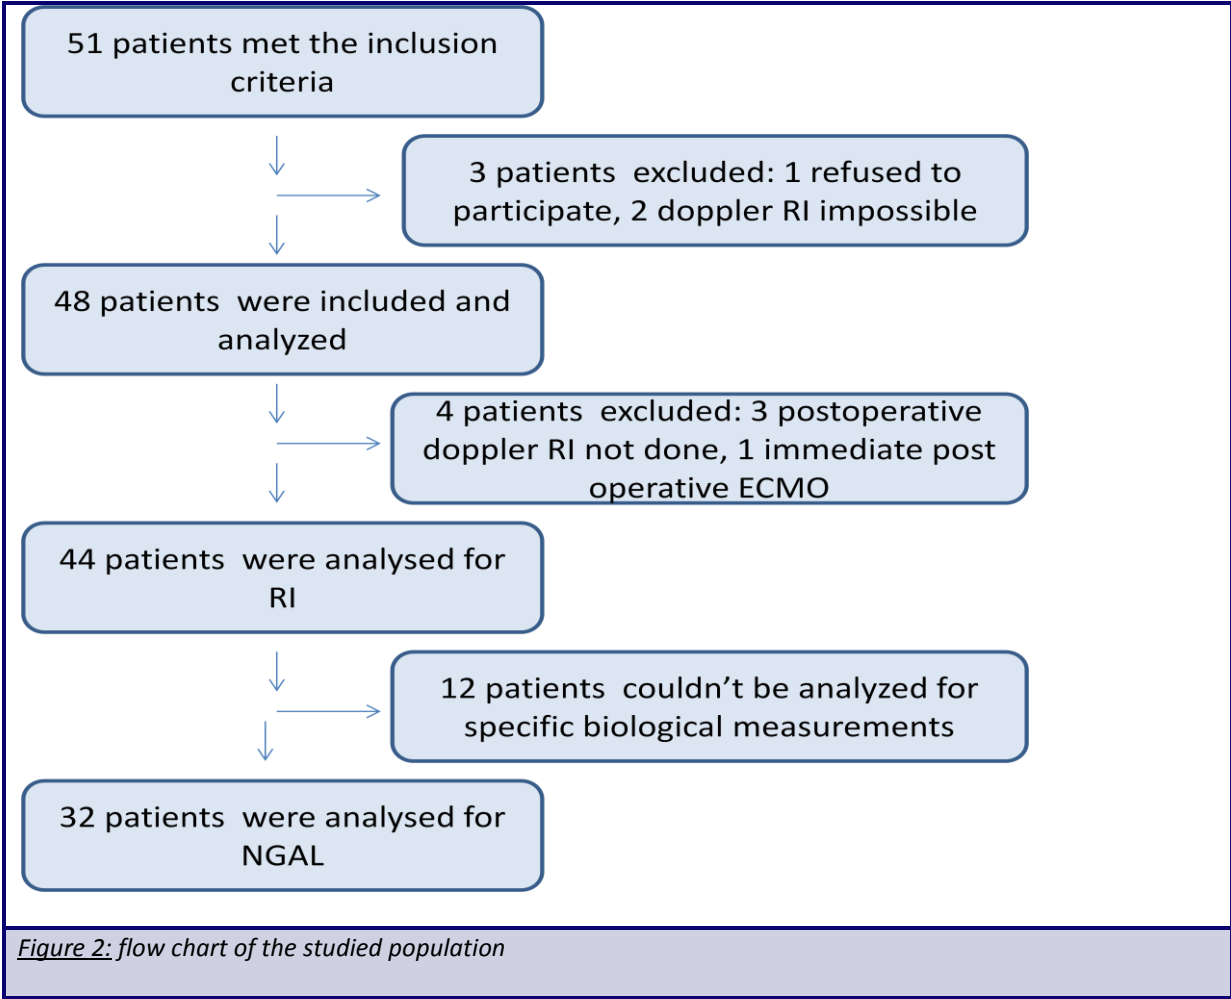 51 patients met the inclusion
criteria
3 patients excluded: 1 refused to
participate, 2 doppler RI impossible
48 patients were included and
analyzed
4 patients excluded: 3 postoperative
doppler RI not done, 1 immediate post
operative ECMO
44 patients were analysed for
RI
12 patients couldn’t be analyzed for
specific biological measurements
32 patients were analysed for
NGAL
Figure 2: flow chart of the studied population